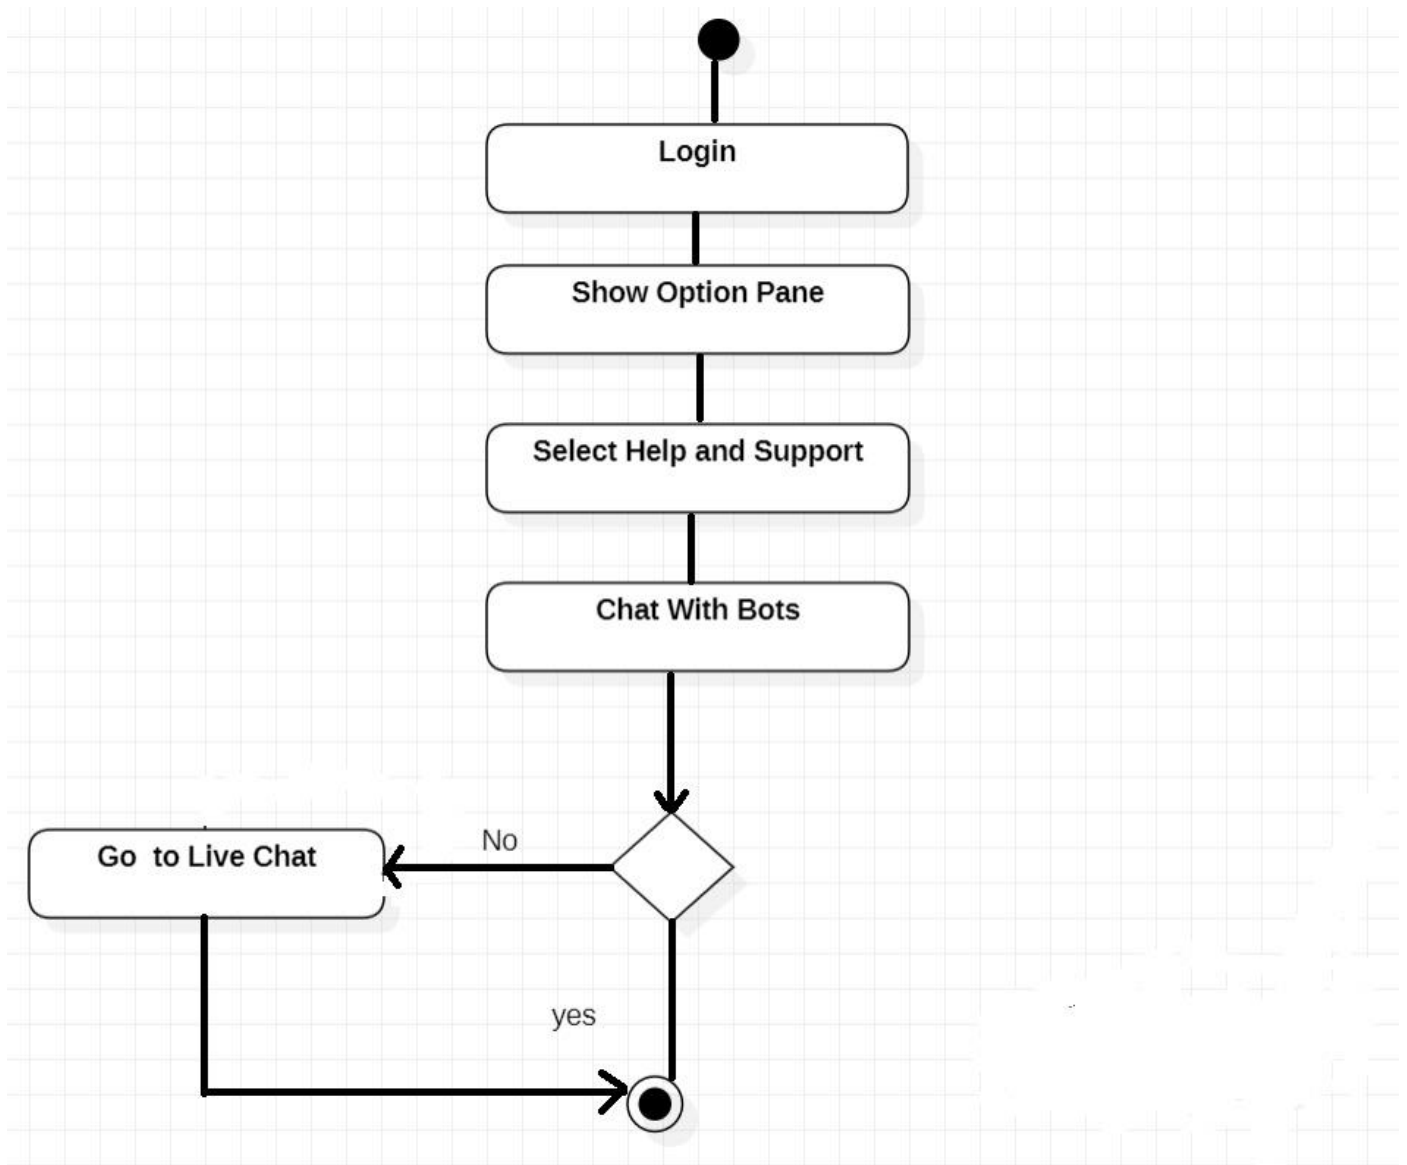 Login
Show Option Pane
Select Help and Support
Chat With Bots
No
Go  to Live Chat
yes